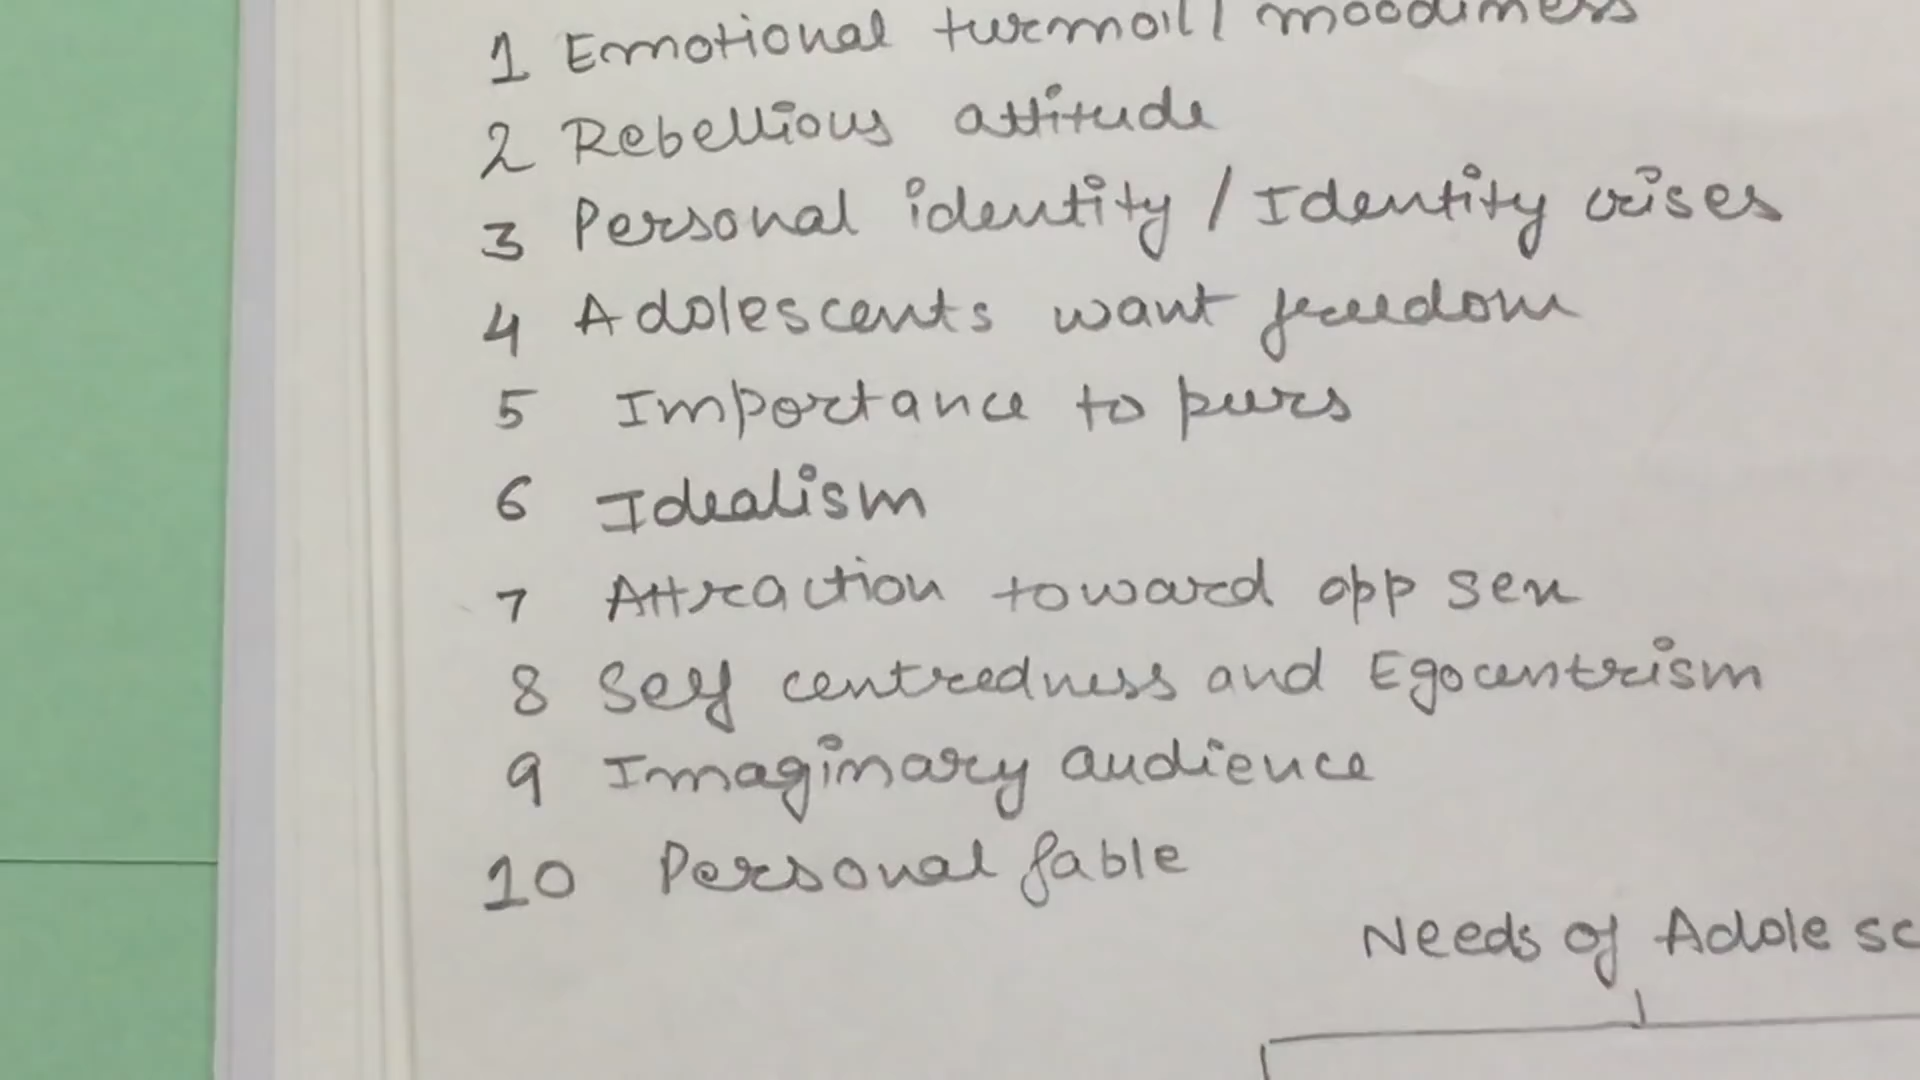 1 Emotional turmoil / moodiness
2 Rebellious attitude
3 Personal identity / Identity crises
4 Adolescents want freedom
5 Importance to peers
6 Idealism
7 Attraction toward opp sex
8 Self centredness and Egocentrism
9 Imaginary audience
10 Personal fable
Needs of Adolesc